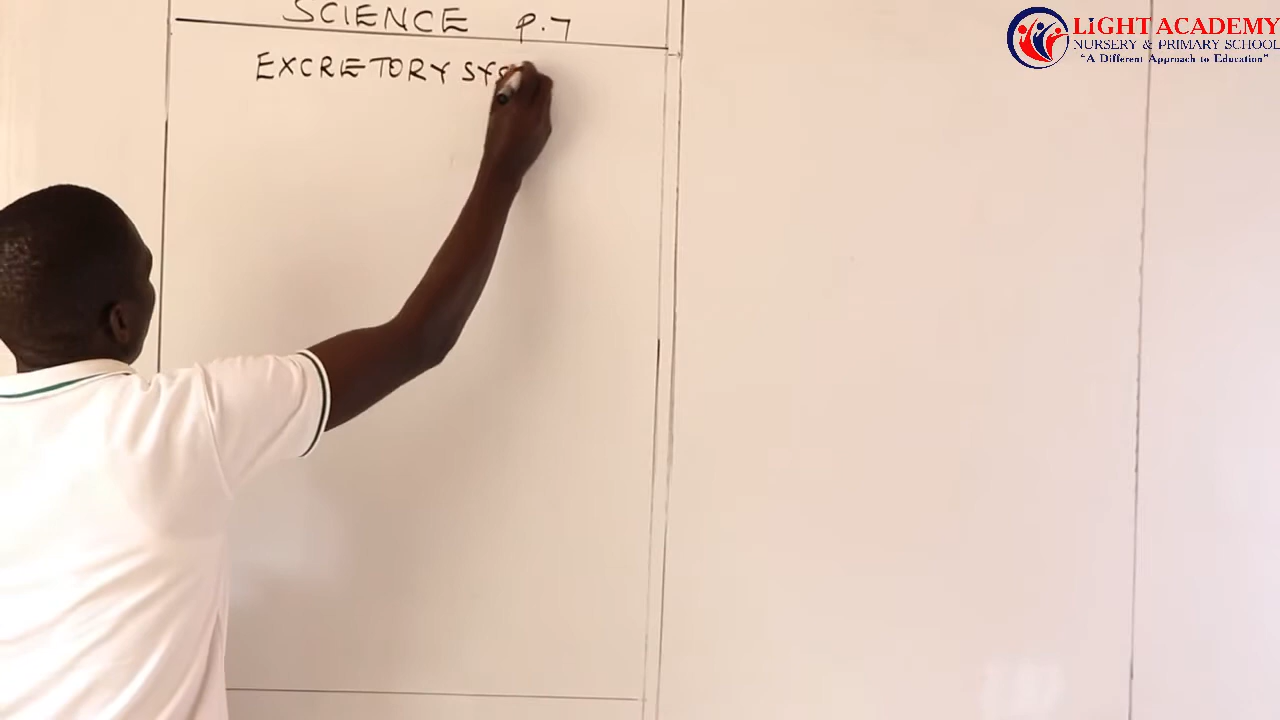 SCIENCE P.7
EXCRETORY SYS
LIGHT ACADEMY
NURSERY & PRIMARY SCHOOL
"A Different Approach to Education"